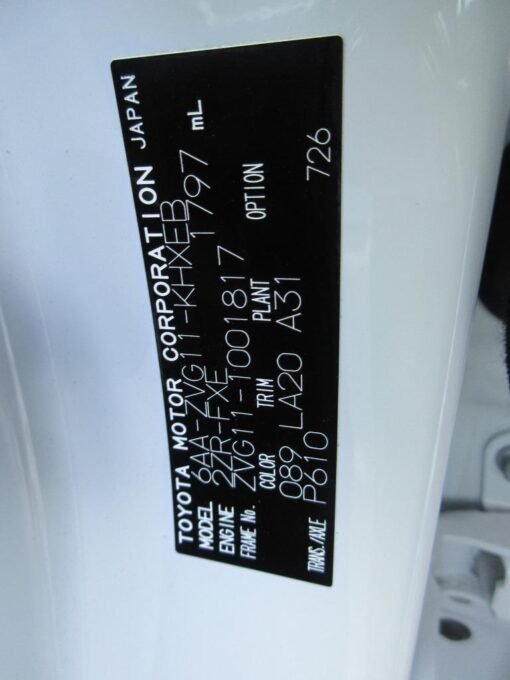 TOYOTA MOTOR CORPORATION JAPAN
MODEL 6AA-ZVG11-KHXEB
ENGINE 2ZR-FXE 1797 mL
FRAME No. ZVG11-1001817
COLOR TRIM PLANT OPTION
089 LA20 A31
TRANS./AXLE P610 726